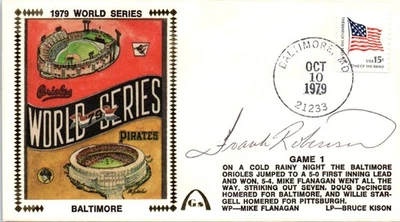 1979 WORLD SERIES
Orioles
WORLD SERIES
PIRATES
BALTIMORE
BALTIMORE, MD
OCT
10
1979
21233
15c
Frank Robinson
Gs
GAME 1
ON A COLD RAINY NIGHT THE BALTIMORE
ORIOLES JUMPED TO A 5-0 FIRST INNING LEAD
AND WON, 5-4. MIKE FLANAGAN WENT ALL THE
WAY, STRIKING OUT SEVEN. DOUG DeCINCES
HOMERED FOR BALTIMORE, AND WILLIE STAR-
GELL HOMERED FOR PITTSBURGH.
WP—MIKE FLANAGAN LP—BRUCE KISON